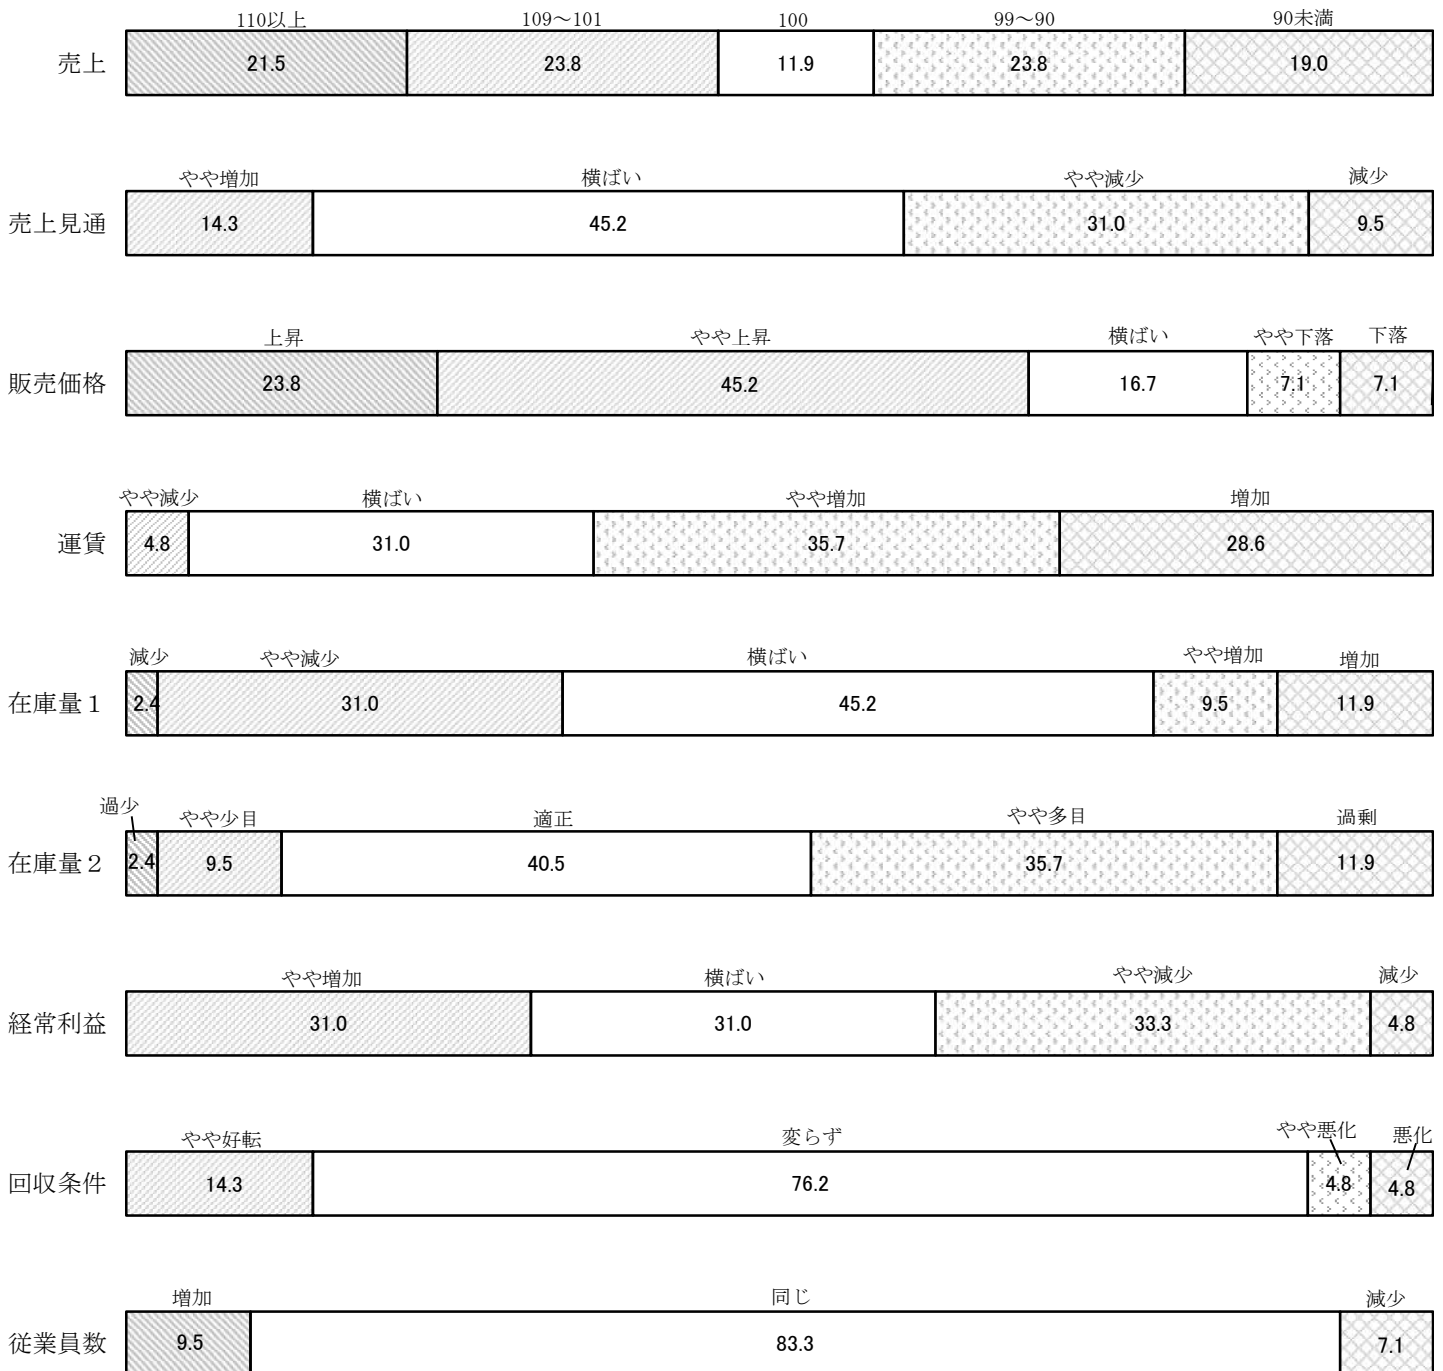 110以上 109～101 100 99～90 90未満
売上 21.5 23.8 11.9 23.8 19.0
やや増加 横ばい やや減少 減少
売上見通 14.3 45.2 31.0 9.5
上昇 やや上昇 横ばい やや下落 下落
販売価格 23.8 45.2 16.7 7.1 7.1
やや減少 横ばい やや増加 増加
運賃 4.8 31.0 35.7 28.6
減少 やや減少 横ばい やや増加 増加
在庫量１ 2.4 31.0 45.2 9.5 11.9
過少 やや少目 適正 やや多目 過剰
在庫量２ 2.4 9.5 40.5 35.7 11.9
やや増加 横ばい やや減少 減少
経常利益 31.0 31.0 33.3 4.8
やや好転 変らず やや悪化 悪化
回収条件 14.3 76.2 4.8 4.8
増加 同じ 減少
従業員数 9.5 83.3 7.1